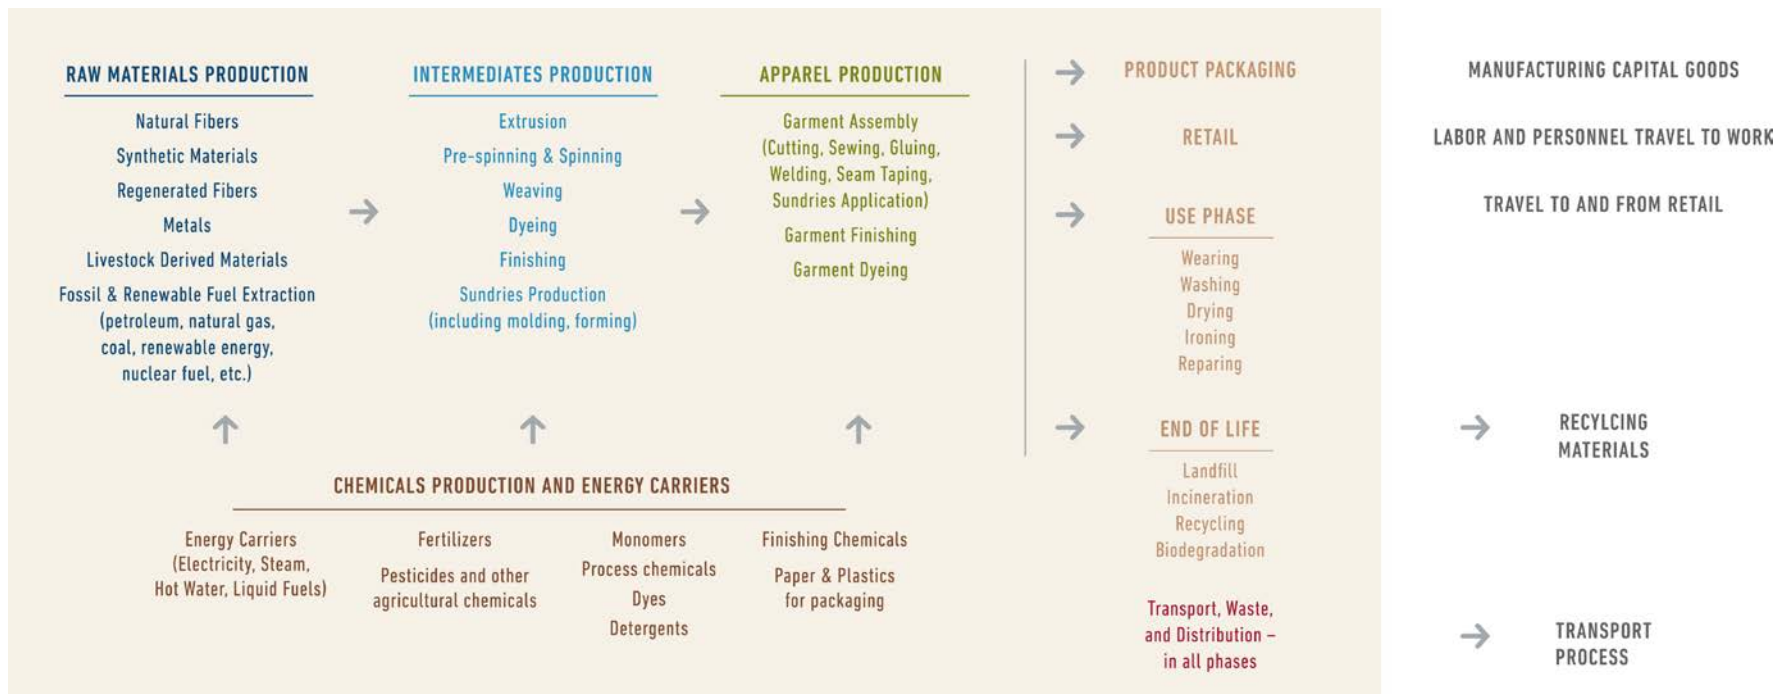 RAW MATERIALS PRODUCTION
Natural Fibers
Synthetic Materials
Regenerated Fibers
Metals
Livestock Derived Materials
Fossil & Renewable Fuel Extraction
(petroleum, natural gas,
coal, renewable energy,
nuclear fuel, etc.)
INTERMEDIATES PRODUCTION
Extrusion
Pre-spinning & Spinning
Weaving
Dyeing
Finishing
Sundries Production
(including molding, forming)
APPAREL PRODUCTION
Garment Assembly
(Cutting, Sewing, Gluing,
Welding, Seam Taping,
Sundries Application)
Garment Finishing
Garment Dyeing
CHEMICALS PRODUCTION AND ENERGY CARRIERS
Energy Carriers
(Electricity, Steam,
Hot Water, Liquid Fuels)
Fertilizers
Pesticides and other
agricultural chemicals
Monomers
Process chemicals
Dyes
Detergents
Finishing Chemicals
Paper & Plastics
for packaging
PRODUCT PACKAGING
RETAIL
USE PHASE
Wearing
Washing
Drying
Ironing
Reparing
END OF LIFE
Landfill
Incineration
Recycling
Biodegradation
Transport, Waste,
and Distribution –
in all phases
MANUFACTURING CAPITAL GOODS
LABOR AND PERSONNEL TRAVEL TO WORK
TRAVEL TO AND FROM RETAIL
RECYLCING
MATERIALS
TRANSPORT
PROCESS